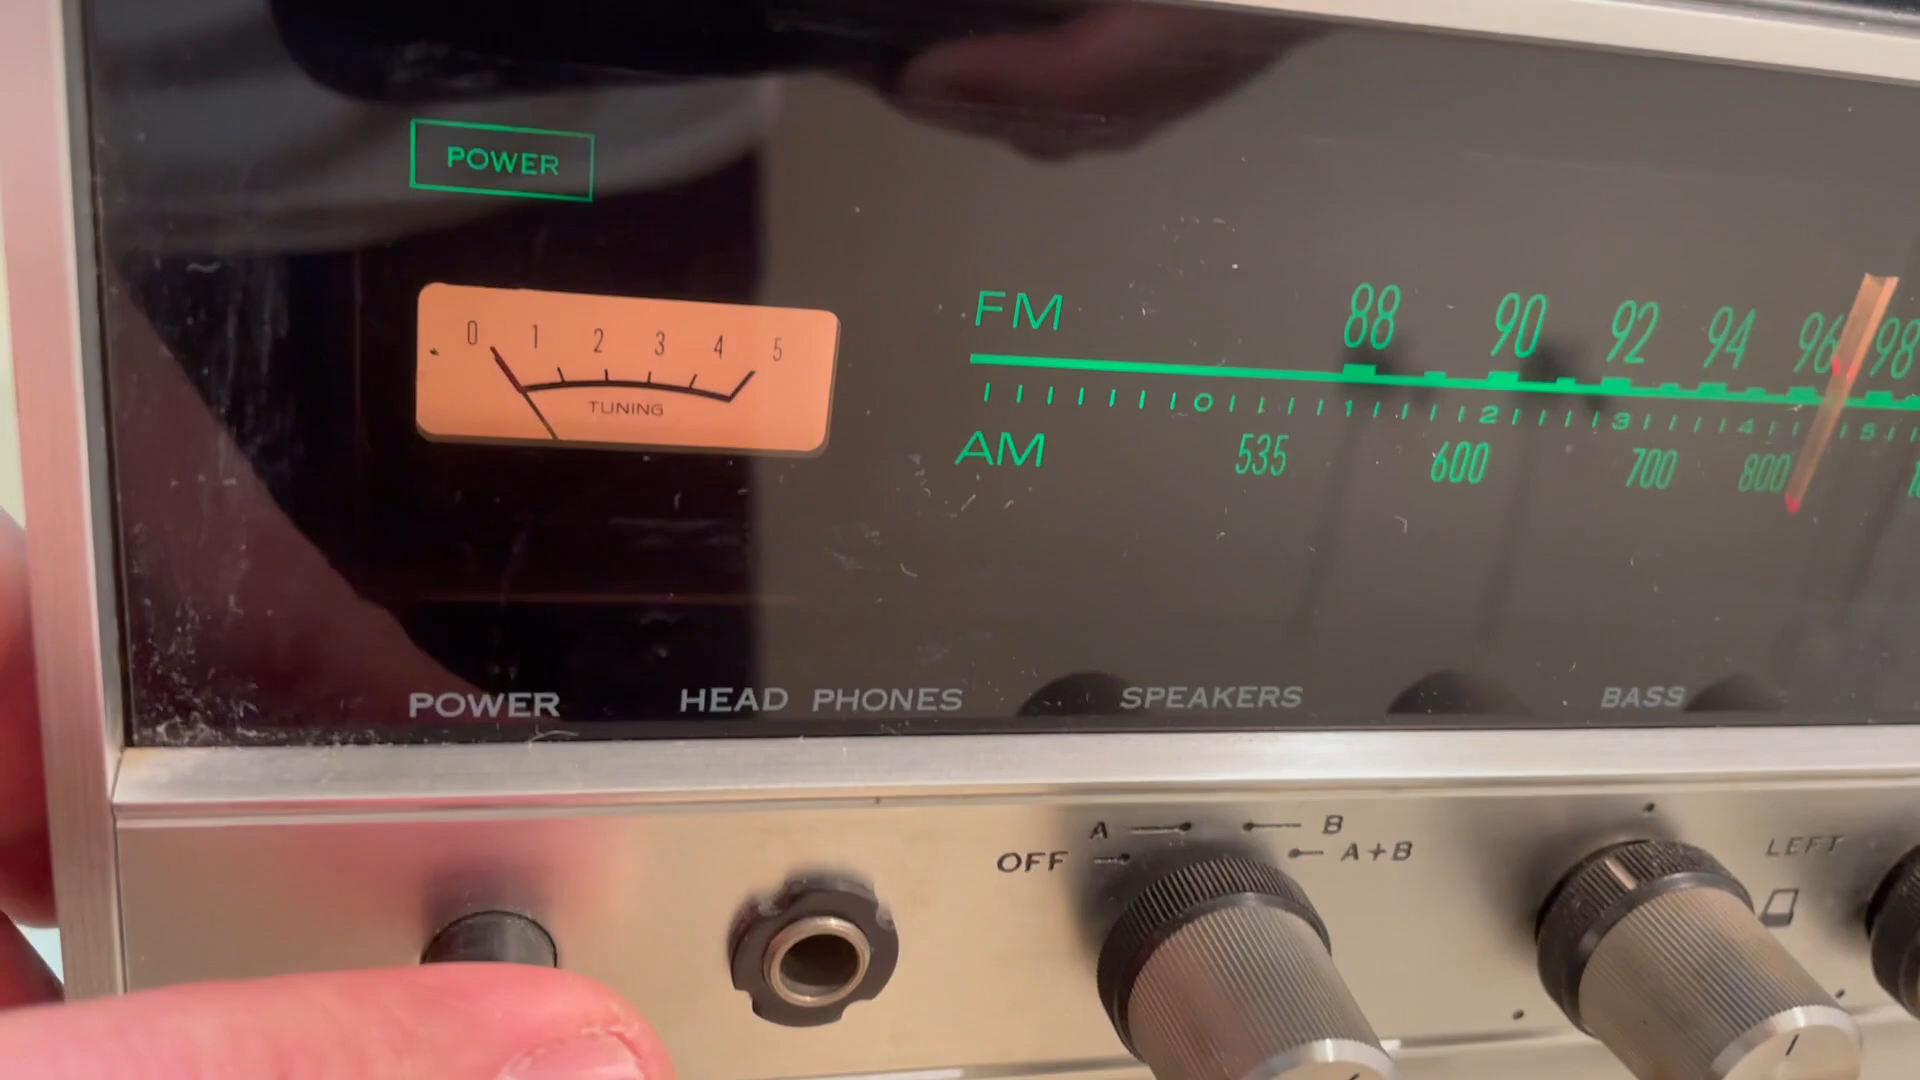 POWER
0 1 2 3 4 5
TUNING
FM 88 90 92 94 96 98
0 1 2 3 4 5
AM 535 600 700 800
POWER HEAD PHONES SPEAKERS BASS
A B
OFF A+B
LEFT